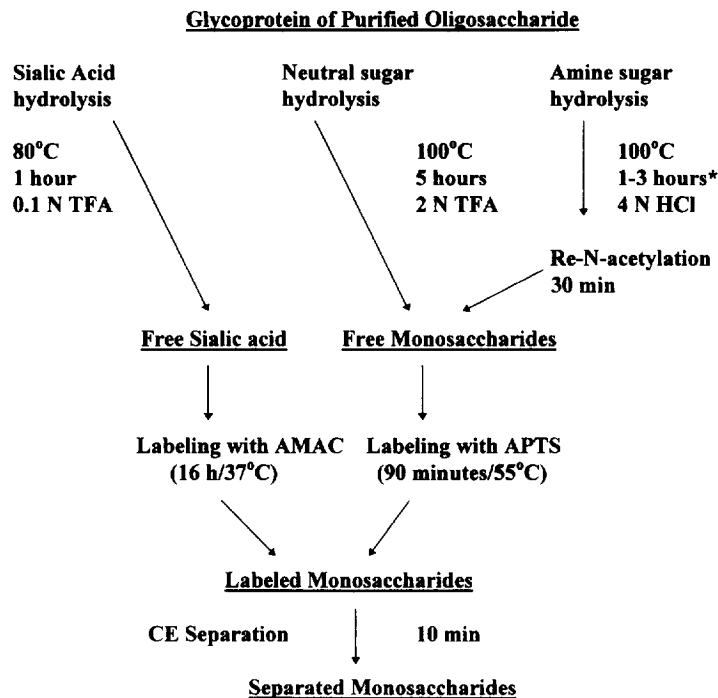 Glycoprotein of Purified Oligosaccharide
Sialic Acid
hydrolysis
Neutral sugar
hydrolysis
Amine sugar
hydrolysis
80°C
1 hour
0.1 N TFA
100°C
5 hours
2 N TFA
100°C
1-3 hours*
4 N HCl
Re-N-acetylation
30 min
Free Sialic acid
Free Monosaccharides
Labeling with AMAC
(16 h/37°C)
Labeling with APTS
(90 minutes/55°C)
Labeled Monosaccharides
CE Separation
10 min
Separated Monosaccharides